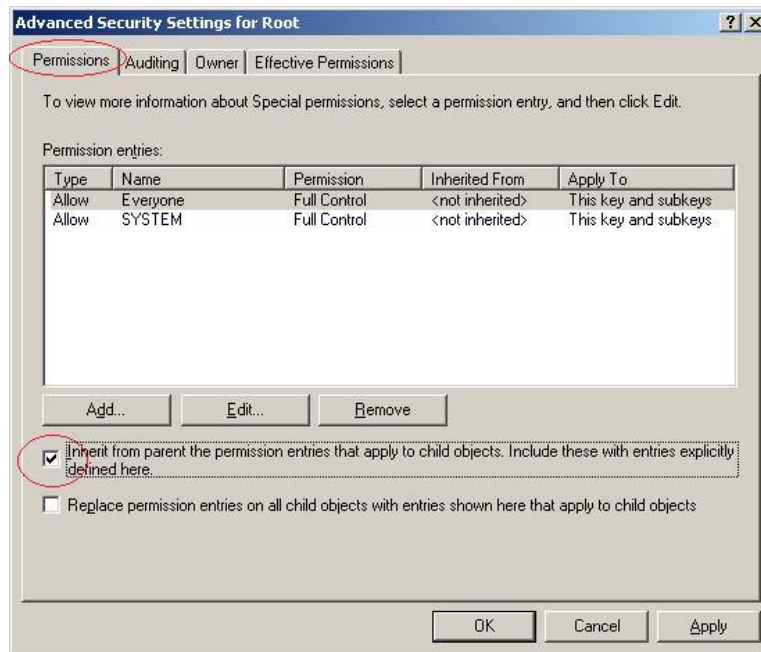 Advanced Security Settings for Root
Permissions Auditing Owner Effective Permissions
To view more information about Special permissions, select a permission entry, and then click Edit.
Permission entries:
Type Name Permission Inherited From Apply To
Allow Everyone Full Control <not inherited> This key and subkeys
Allow SYSTEM Full Control <not inherited> This key and subkeys
Add... Edit... Remove
Inherit from parent the permission entries that apply to child objects. Include these with entries explicitly
defined here.
Replace permission entries on all child objects with entries shown here that apply to child objects
OK Cancel Apply